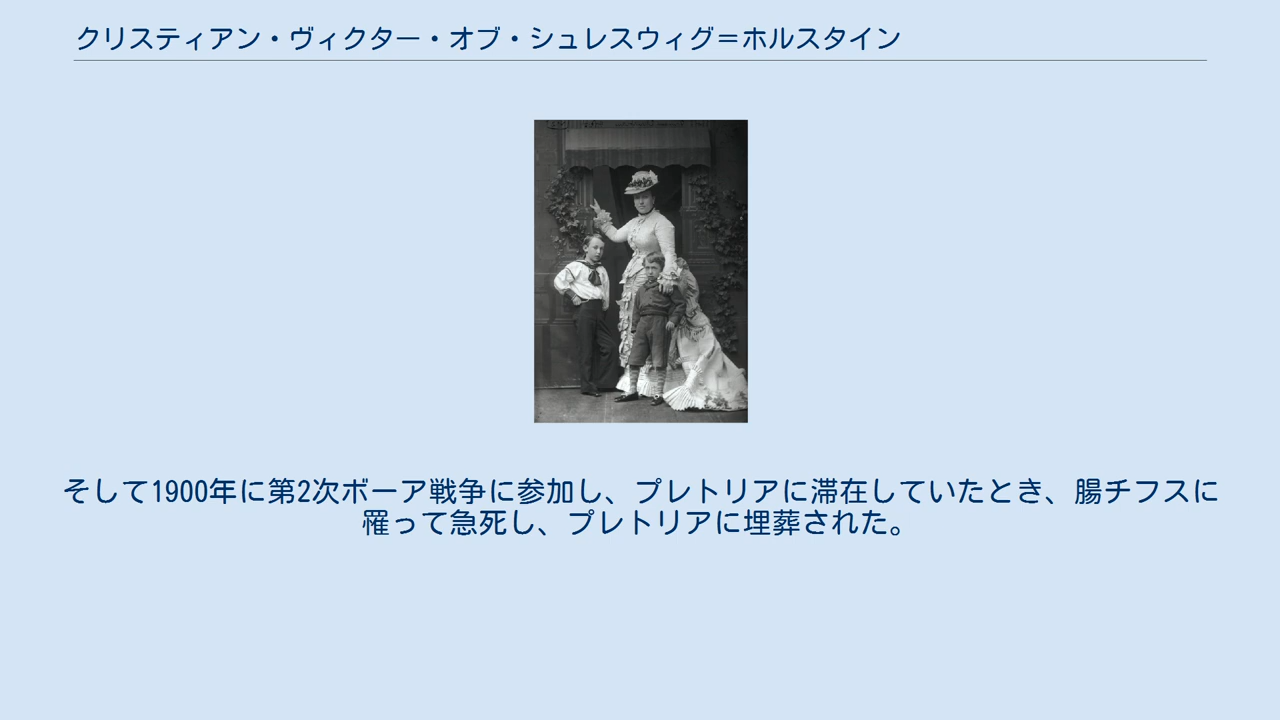 クリスティアン・ヴィクター・オブ・シュレスウィグ＝ホルスタイン
そして1900年に第2次ボーア戦争に参加し、プレトリアに滞在していたとき、腸チフスに
罹って急死し、プレトリアに埋葬された。